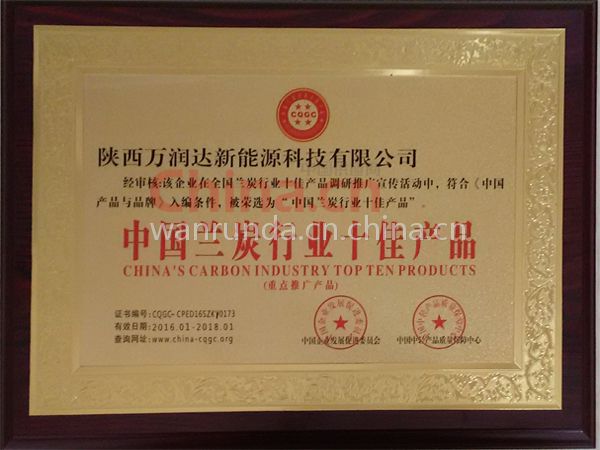 CQGC
陕西万润达新能源科技有限公司
经审核:该企业在全国兰炭行业十佳产品调研推广宣传活动中，符合《中国
产品与品牌》入编条件，被荣选为“中国兰炭行业十佳产品”
China.cn
wanrunda.cn.china.cn
中国兰炭行业十佳产品
CHINA'S CARBON INDUSTRY TOP TEN PRODUCTS
(重点推广产品)
证书编号:CQGC-CPED165ZKY0173
有效日期:2016.01-2018.01
查询网址:www.china-cqgc.org
中国企业发展促进委员会
中国中轻产品质量保障中心